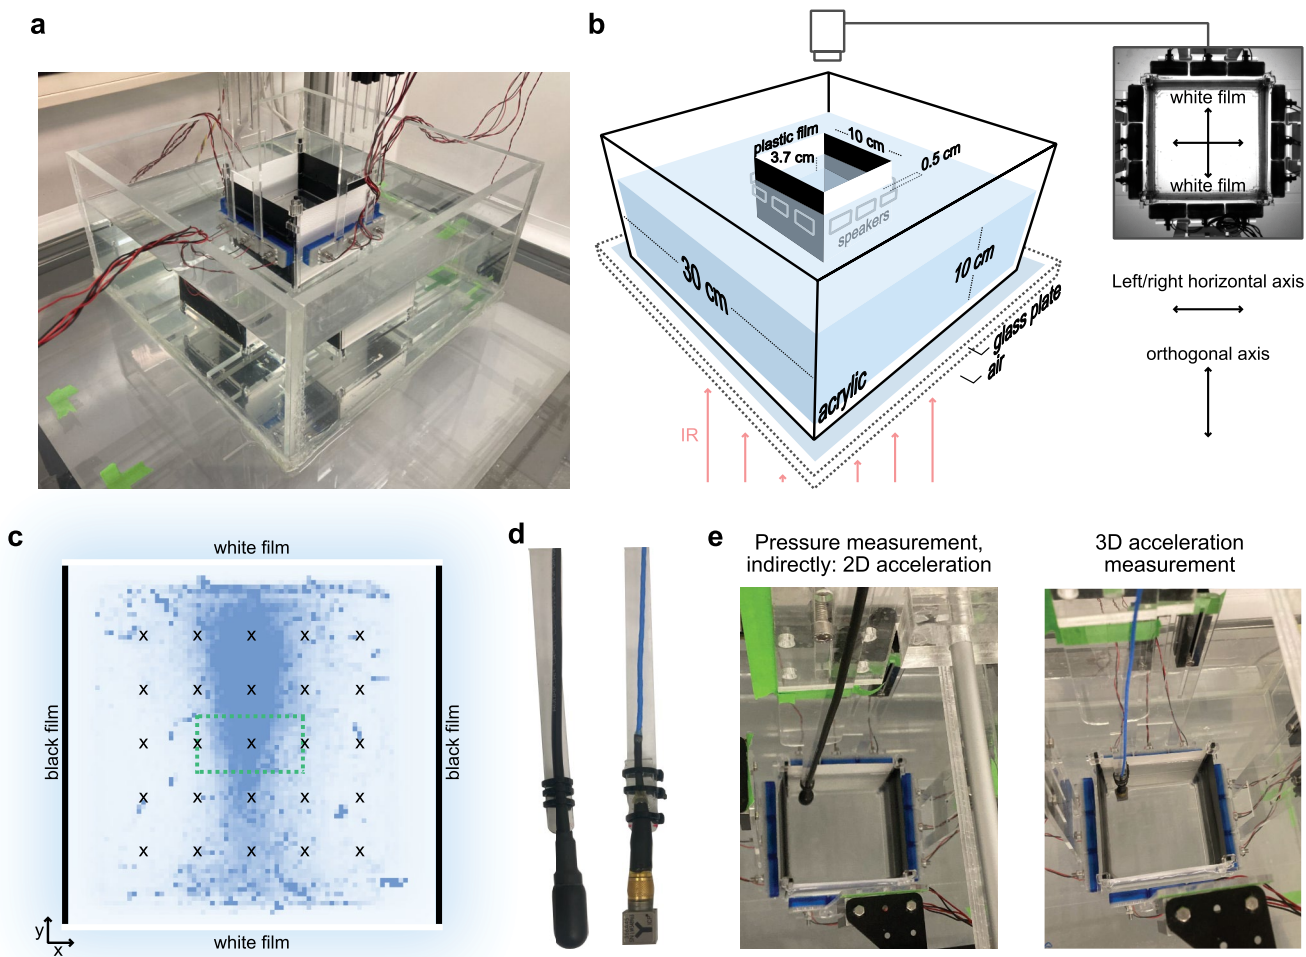 a
b
plastic film
10 cm
3.7 cm
0.5 cm
speakers
30 cm
10 cm
acrylic
glass plate
air
IR
white film
white film
Left/right horizontal axis
orthogonal axis
c
white film
black film
x x x x x
x x x x x
x x x x x
x x x x x
x x x x x
black film
y
x
white film
d
e
Pressure measurement,
indirectly: 2D acceleration
3D acceleration
measurement